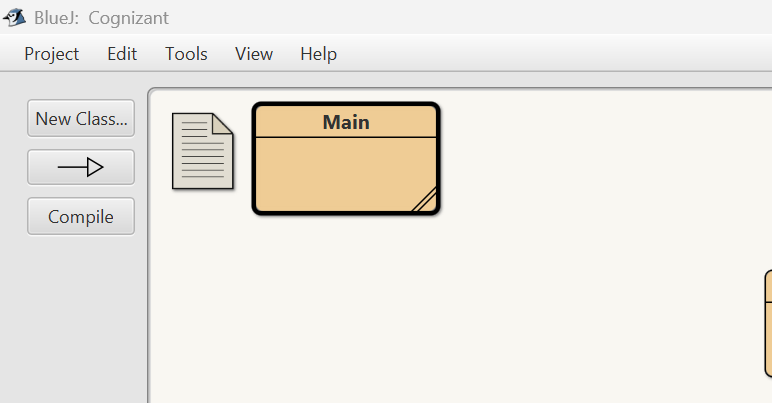 BlueJ: Cognizant
Project Edit Tools View Help
New Class...
Main
Compile